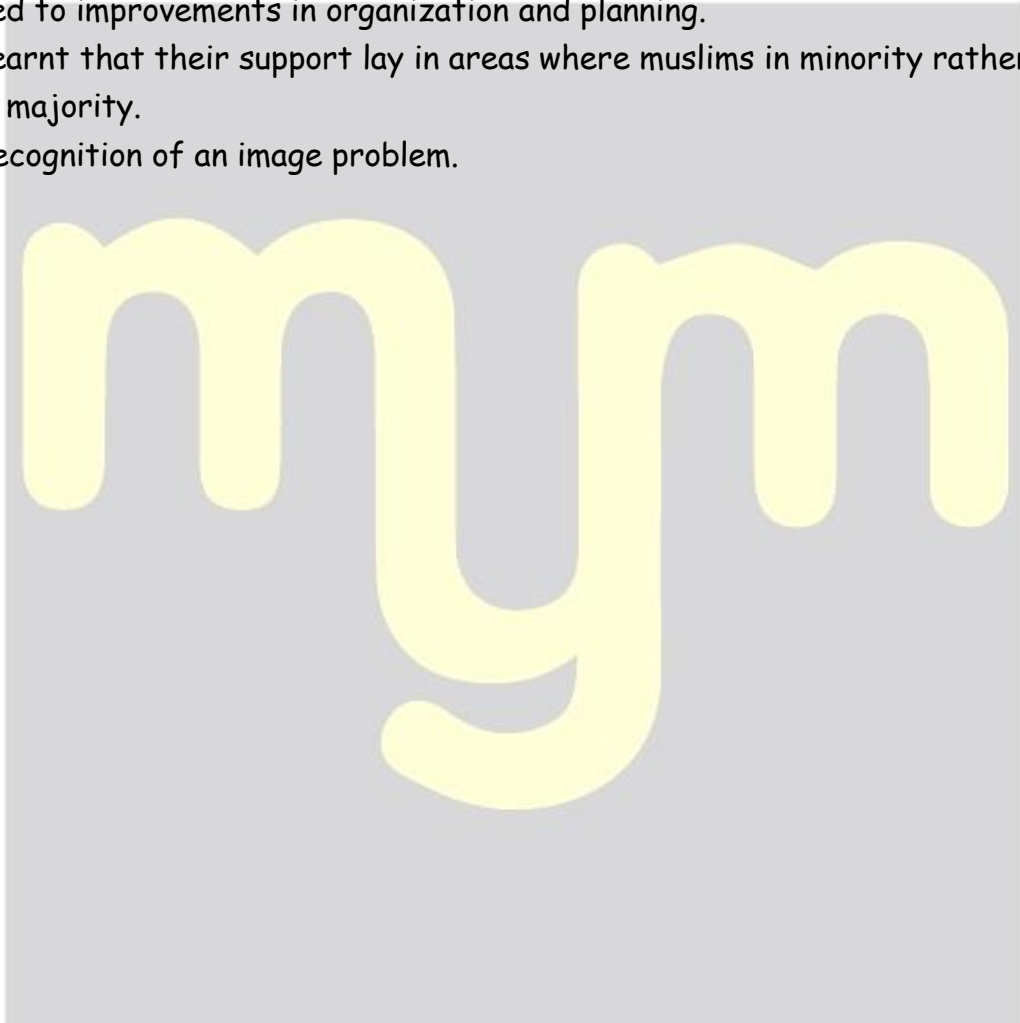 ed to improvements in organization and planning.
earnt that their support lay in areas where muslims in minority rather
majority.
ecognition of an image problem.
mym